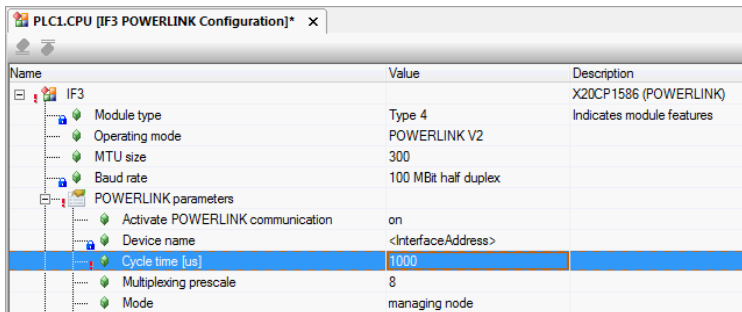 PLC1.CPU [IF3 POWERLINK Configuration]* x
Name Value Description
IF3 X20CP1586 (POWERLINK)
Module type Type 4 Indicates module features
Operating mode POWERLINK V2
MTU size 300
Baud rate 100 MBit half duplex
POWERLINK parameters
Activate POWERLINK communication on
Device name <InterfaceAddress>
Cycle time [us] 1000
Multiplexing prescale 8
Mode managing node